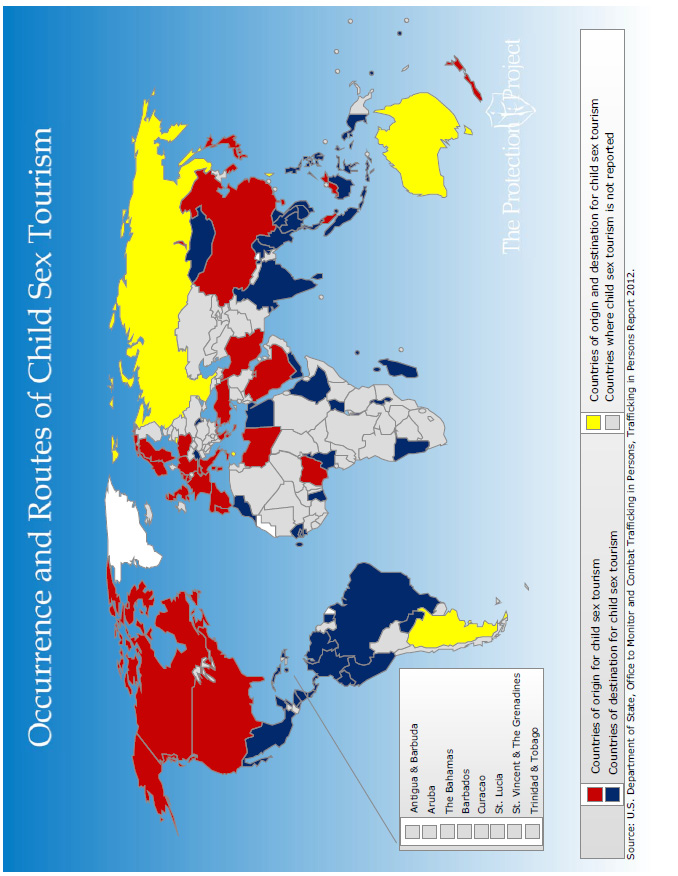 Occurrence and Routes of Child Sex Tourism
The Protection Project
Antigua & Barbuda
Aruba
The Bahamas
Barbados
Curacao
St. Lucia
St. Vincent & The Grenadines
Trinidad & Tobago
Countries of origin for child sex tourism
Countries of destination for child sex tourism
Countries of origin and destination for child sex tourism
Countries where child sex tourism is not reported
Source: U.S. Department of State, Office to Monitor and Combat Trafficking in Persons, Trafficking in Persons Report 2012.